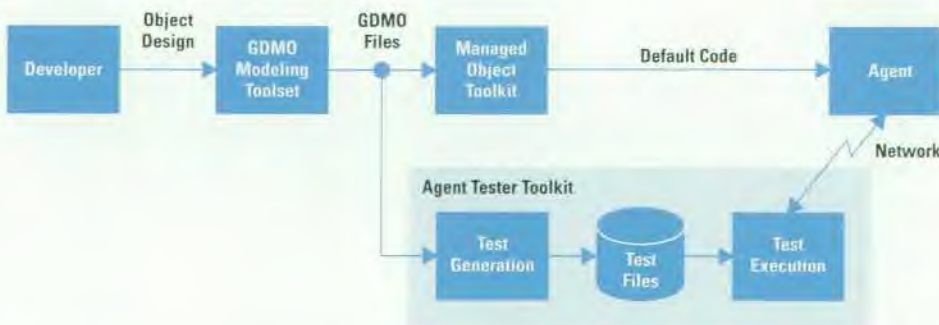 Object
Design
GDMO
Files
Developer
GDMO
Modeling
Toolset
Managed
Object
Toolkit
Default Code
Agent
Network
Agent Tester Toolkit
Test
Generation
Test
Files
Test
Execution